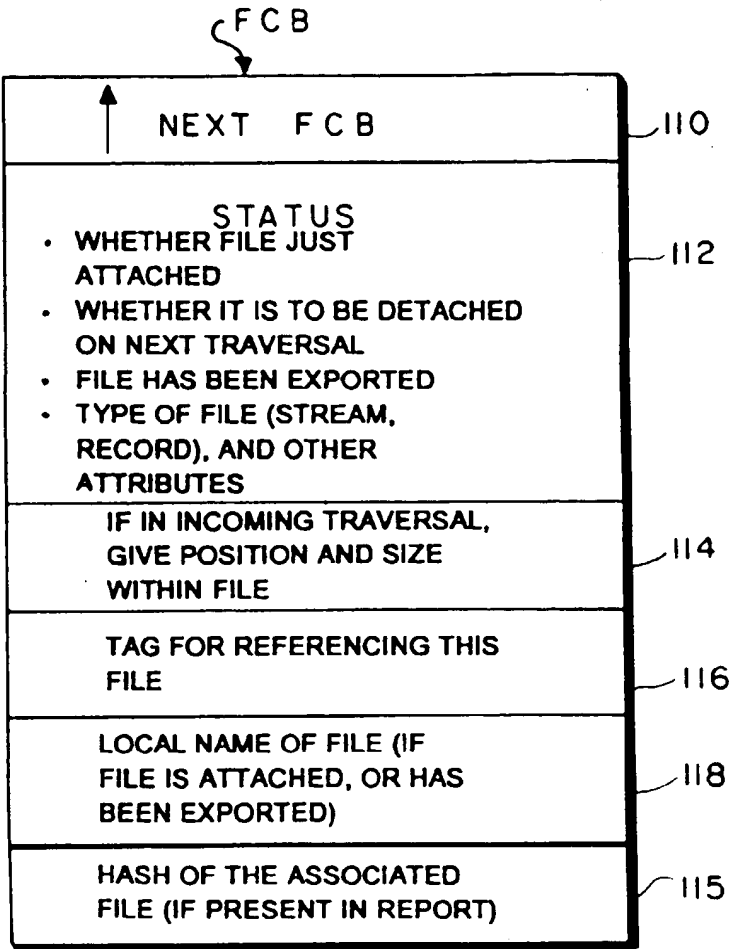 FCB
NEXT FCB
110
STATUS
112
• WHETHER FILE JUST
ATTACHED
• WHETHER IT IS TO BE DETACHED
ON NEXT TRAVERSAL
• FILE HAS BEEN EXPORTED
• TYPE OF FILE (STREAM,
RECORD), AND OTHER
ATTRIBUTES
IF IN INCOMING TRAVERSAL,
GIVE POSITION AND SIZE
WITHIN FILE
114
TAG FOR REFERENCING THIS
FILE
116
LOCAL NAME OF FILE (IF
FILE IS ATTACHED, OR HAS
BEEN EXPORTED)
118
HASH OF THE ASSOCIATED
FILE (IF PRESENT IN REPORT)
115